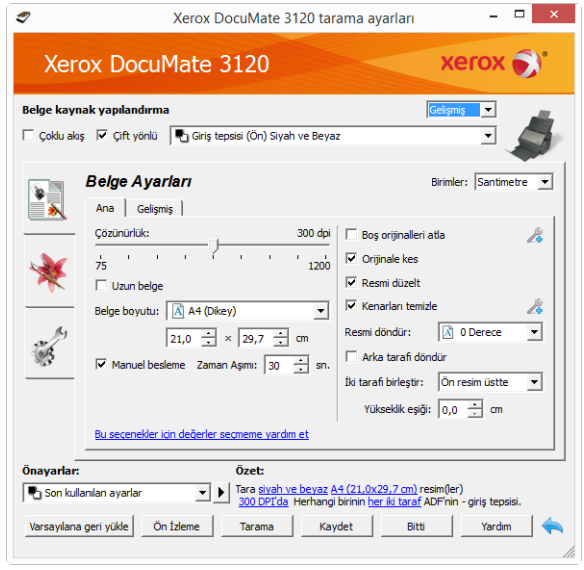 Xerox DocuMate 3120 tarama ayarları
Xerox DocuMate 3120
xerox
Belge kaynak yapılandırma
Gelişmiş
Çoklu akış
Çift yönlü
Giriş tepsisi (Ön) Siyah ve Beyaz
Belge Ayarları
Birimler:
Santimetre
Ana
Gelişmiş
Çözünürlük:
300 dpi
75
1200
Uzun belge
Belge boyutu:
A4 (Dikey)
21,0 × 29,7 cm
Manuel besleme
Zaman Aşımı: 30 sn.
Bu seçenekler için değerler seçmeme yardım et
Boş orijinalleri atla
Orijinale kes
Resmi düzelt
Kenarları temizle
Resmi döndür:
0 Derece
Arka tarafı döndür
İki tarafı birleştir:
Ön resim üstte
Yükseklik eşiği: 0,0 cm
Önayarlar:
Son kullanılan ayarlar
Özet:
Tara siyah ve beyaz A4 (21,0x29,7 cm) resim(ler)
300 DPI'da Herhangi birinin her iki taraf ADF'nin - giriş tepsisi.
Varsayılana geri yükle
Ön İzleme
Tarama
Kaydet
Bitti
Yardım